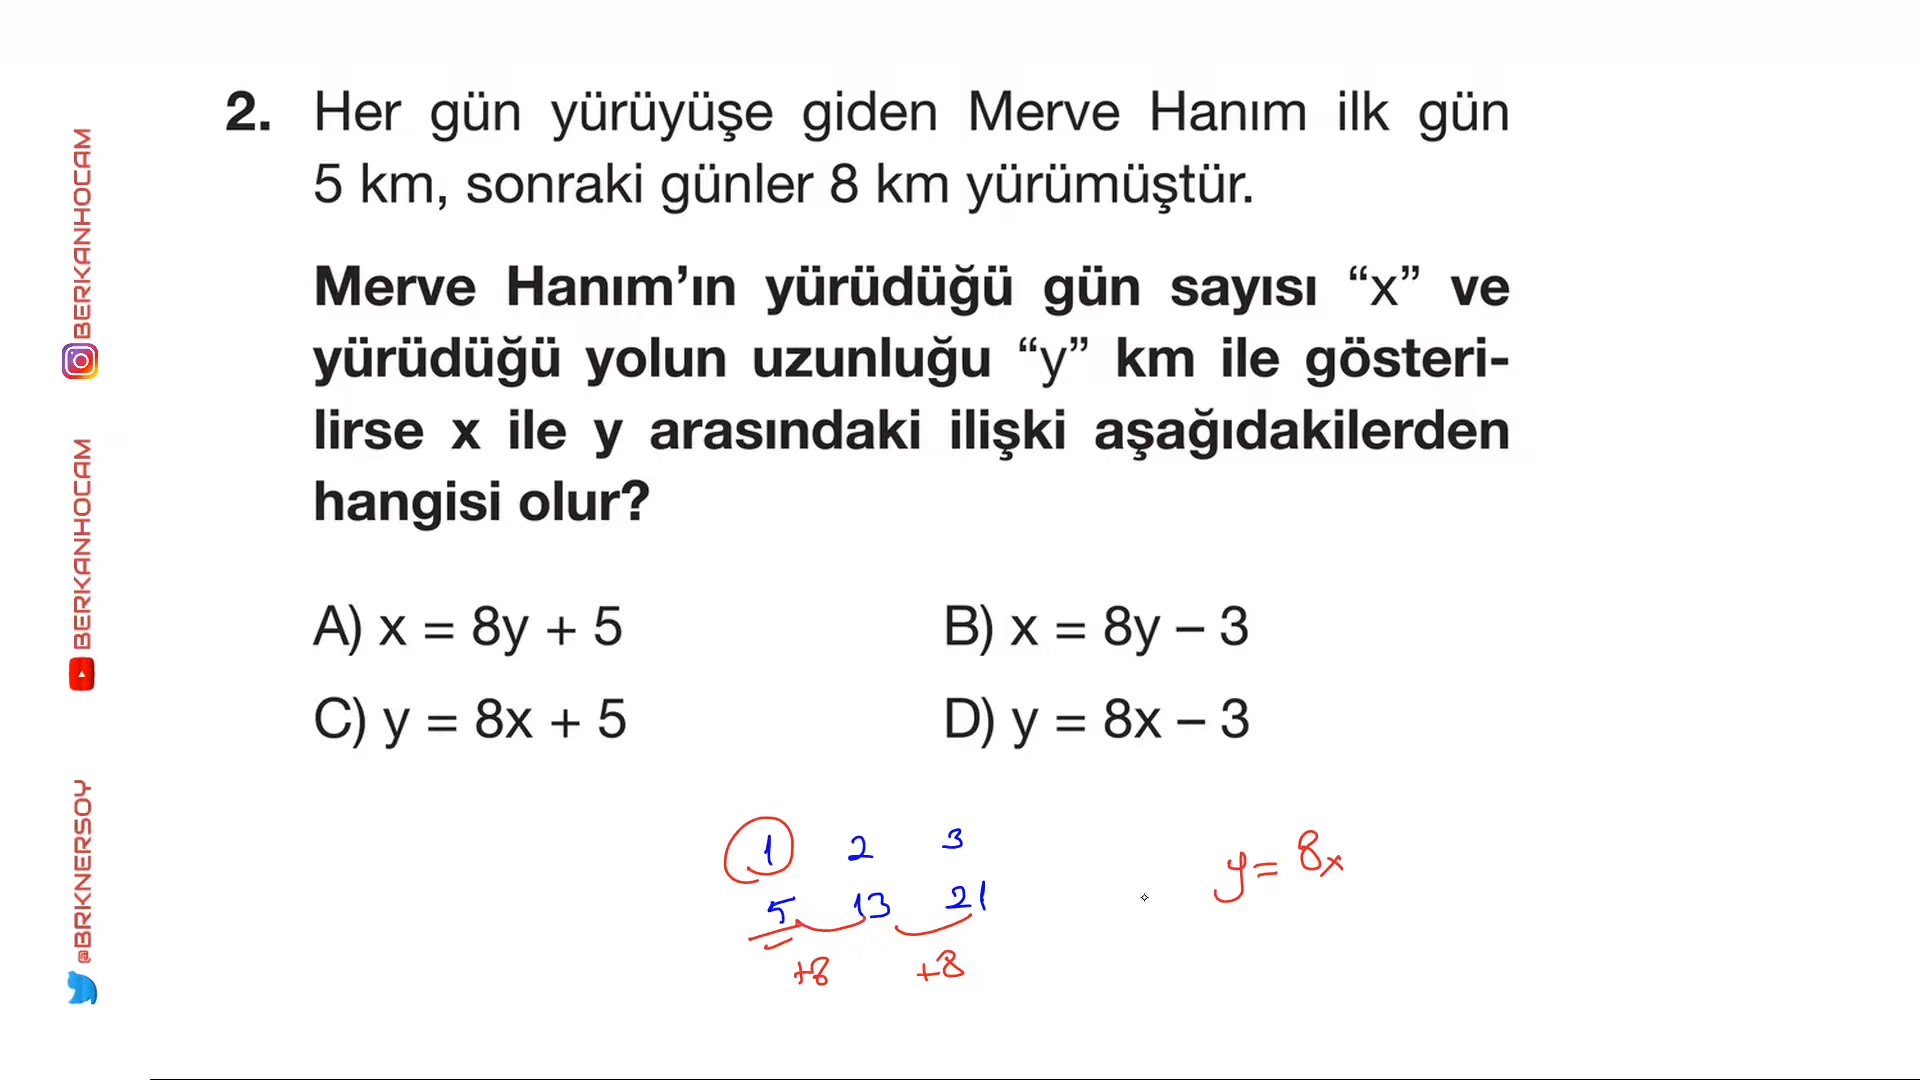 2. Her gün yürüyüşe giden Merve Hanım ilk gün
5 km, sonraki günler 8 km yürümüştür.
Merve Hanım’ın yürüdüğü gün sayısı “x” ve
yürüdüğü yolun uzunluğu “y” km ile gösteri-
lirse x ile y arasındaki ilişki aşağıdakilerden
hangisi olur?
A) x = 8y + 5 B) x = 8y – 3
C) y = 8x + 5 D) y = 8x – 3
1 2 3
5 13 21
+8 +8
y = 8x
BERKANHOCAM
BERKANHOCAM
@BRKNERSOY